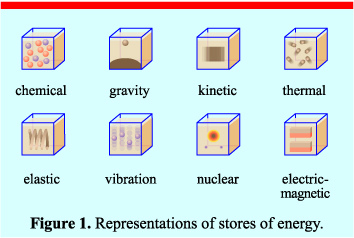 chemical gravity kinetic thermal
elastic vibration nuclear electric-
magnetic
Figure 1. Representations of stores of energy.